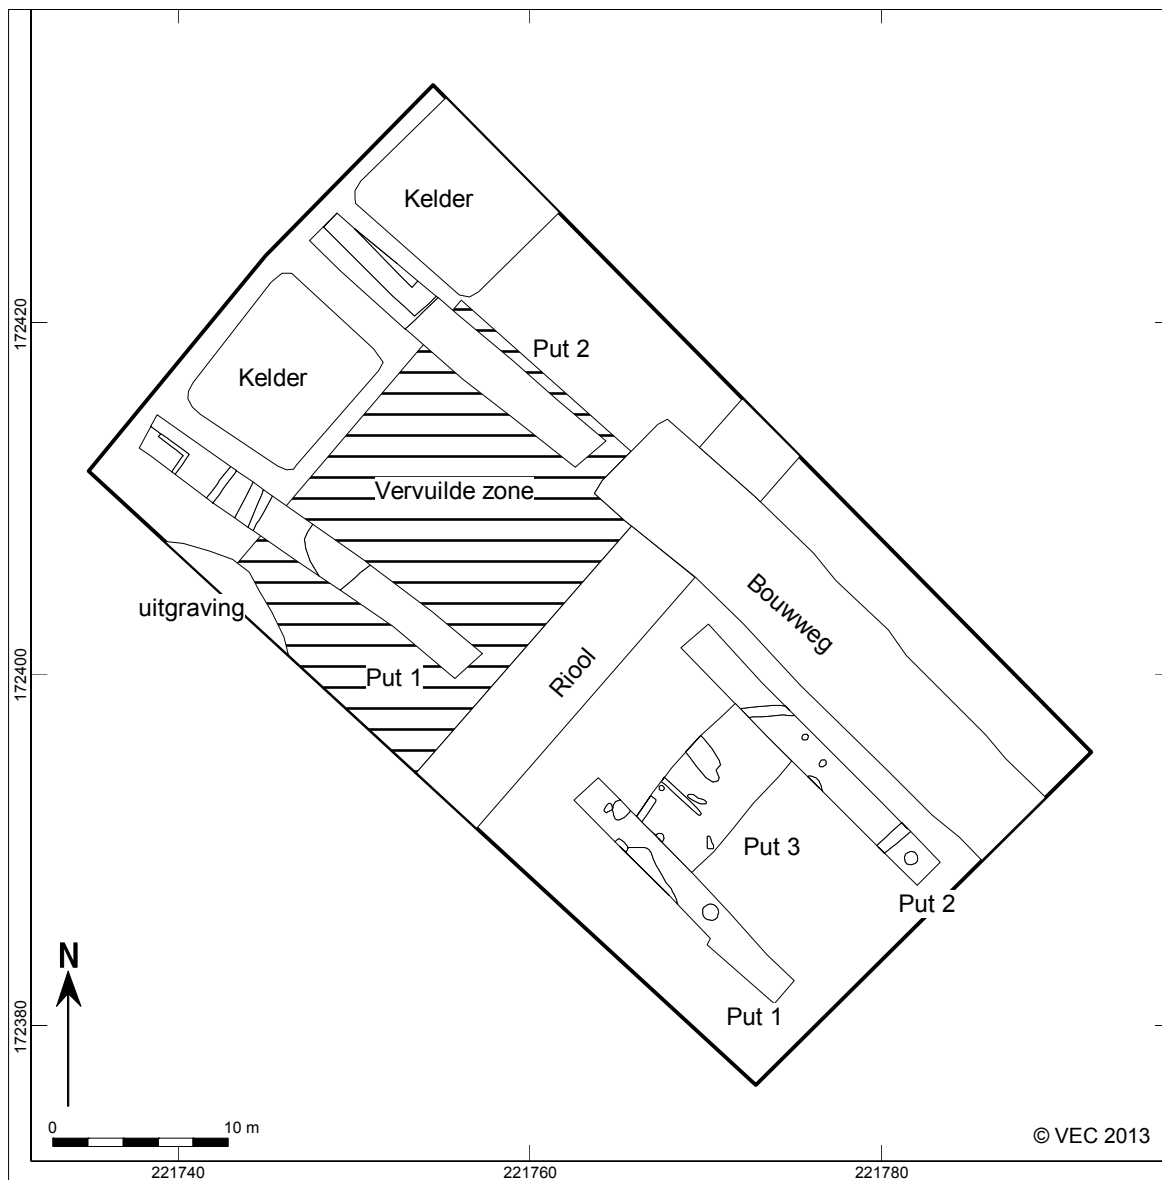 Kelder
172420
Put 2
Kelder
Vervuilde zone
Bouwweg
uitgraving
Riool
172400
Put 1
Put 3
Put 2
N
172380
Put 1
0
10 m
© VEC 2013
221740
221760
221780